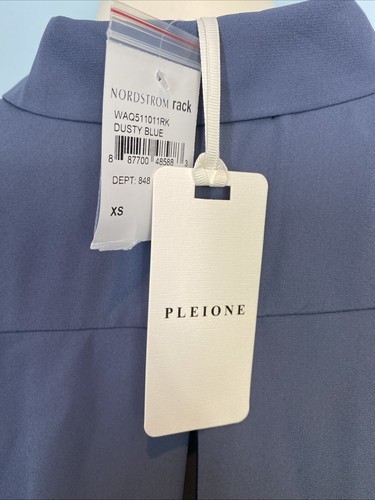 NORDSTROM rack
WAQ511011RK
DUSTY BLUE
8 87700 48588 3
DEPT: 848
XS
PLEIONE